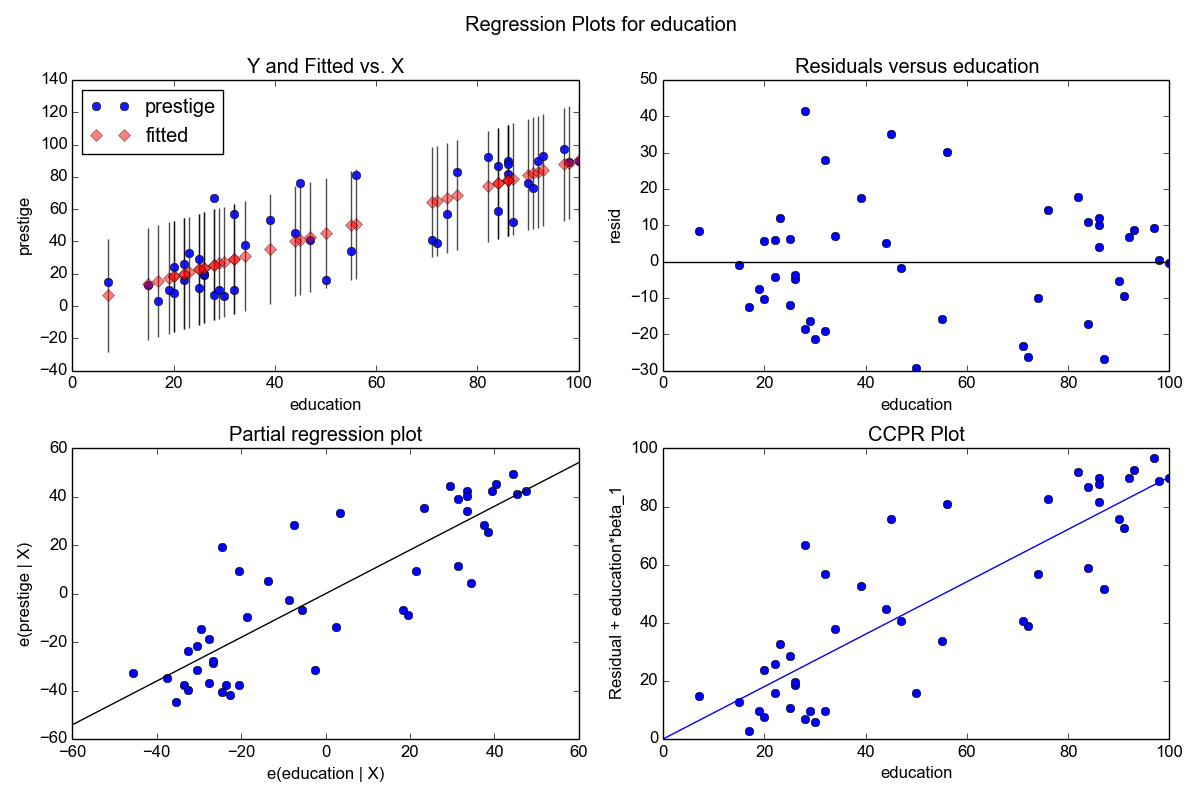 Regression Plots for education
Y and Fitted vs. X
140
120
100
80
60
40
20
0
−20
−40
prestige
prestige
fitted
0 20 40 60 80 100
education
Residuals versus education
50
40
30
20
10
0
−10
−20
−30
resid
0 20 40 60 80 100
education
Partial regression plot
60
40
20
0
−20
−40
−60
e(prestige | X)
−60 −40 −20 0 20 40 60
e(education | X)
CCPR Plot
100
80
60
40
20
0
Residual + education*beta_1
0 20 40 60 80 100
education